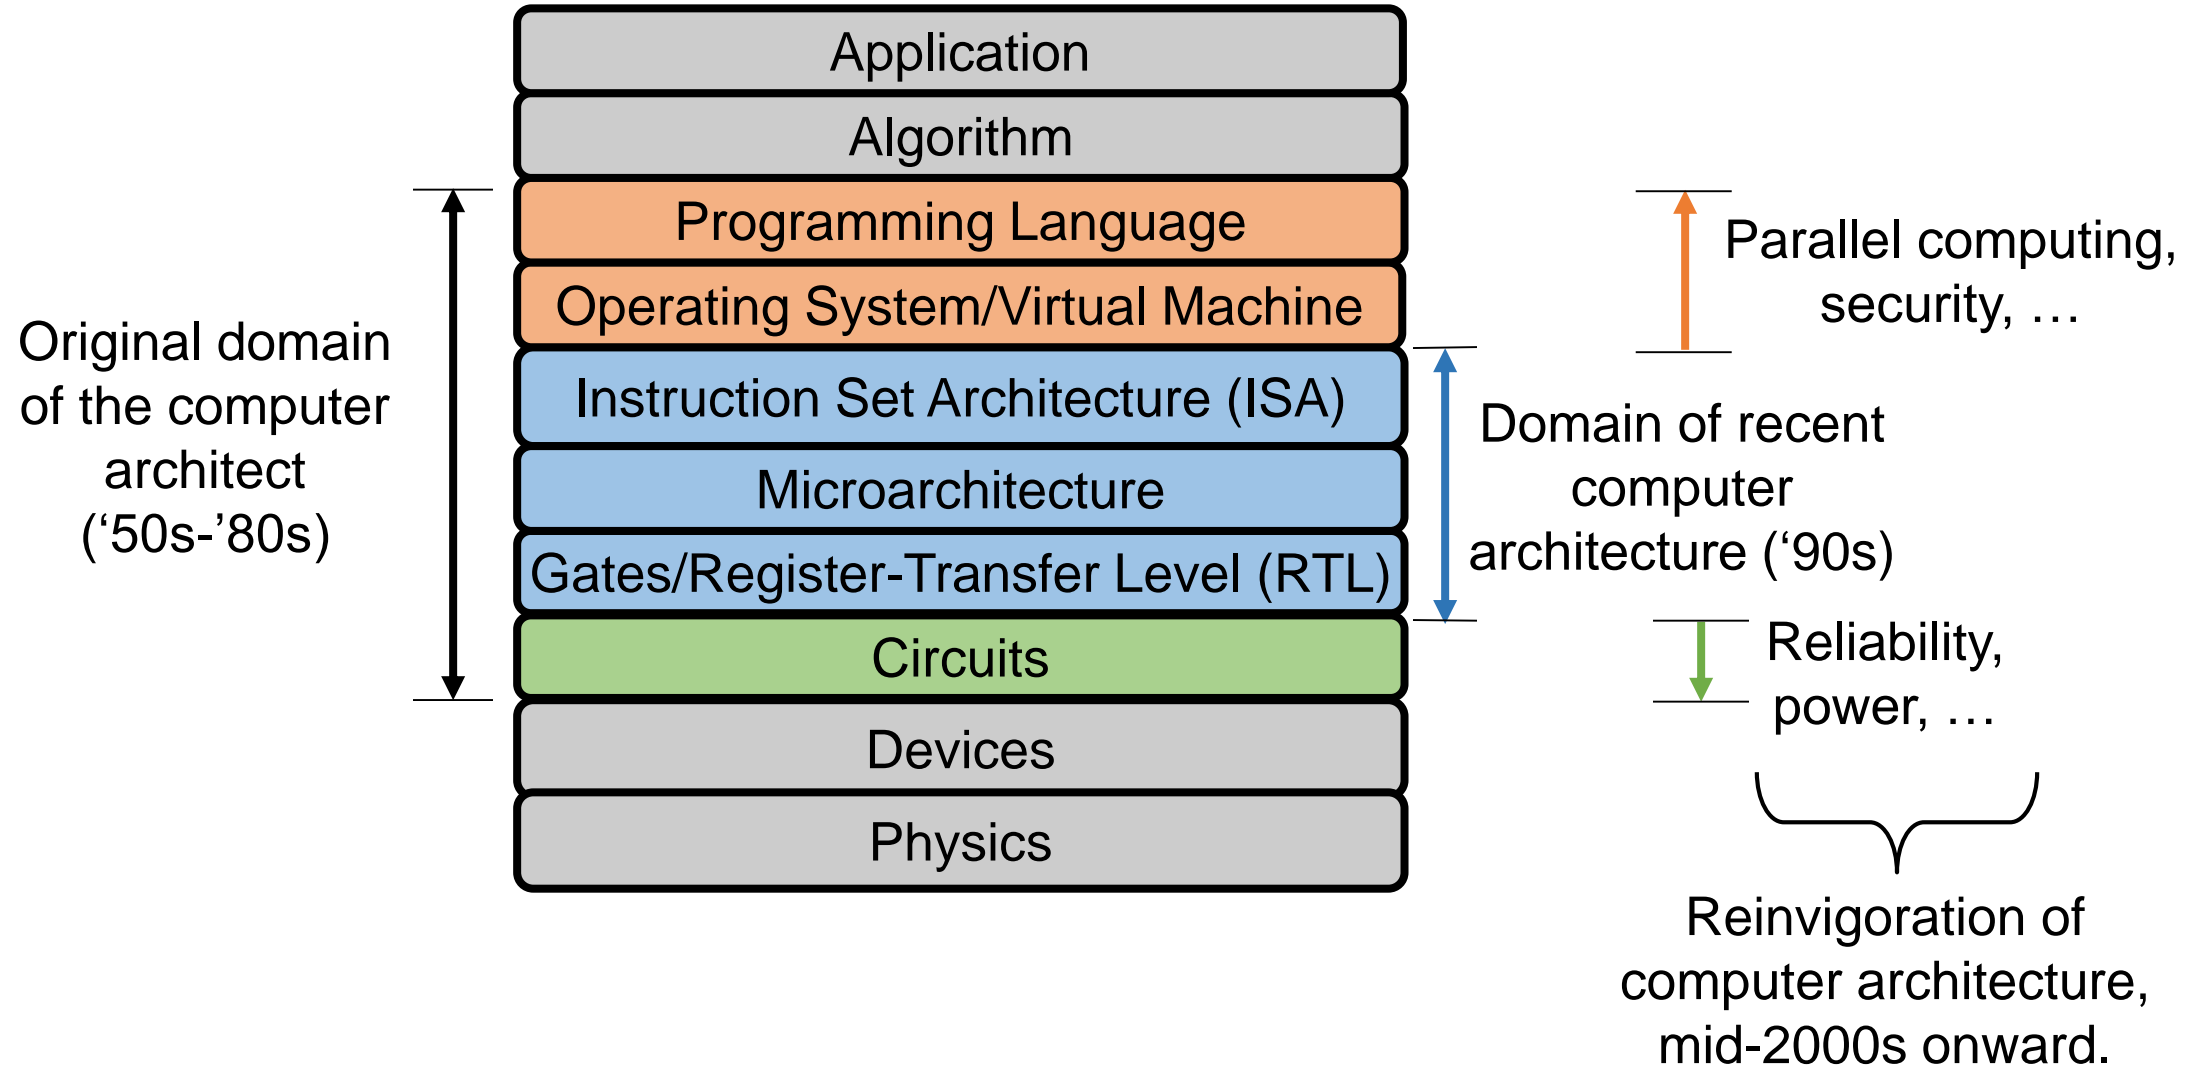 Application
Algorithm
Programming Language
Operating System/Virtual Machine
Instruction Set Architecture (ISA)
Microarchitecture
Gates/Register-Transfer Level (RTL)
Circuits
Devices
Physics
Original domain
of the computer
architect
(‘50s-’80s)
Parallel computing,
security, …
Domain of recent
computer
architecture (‘90s)
Reliability,
power, …
Reinvigoration of
computer architecture,
mid-2000s onward.